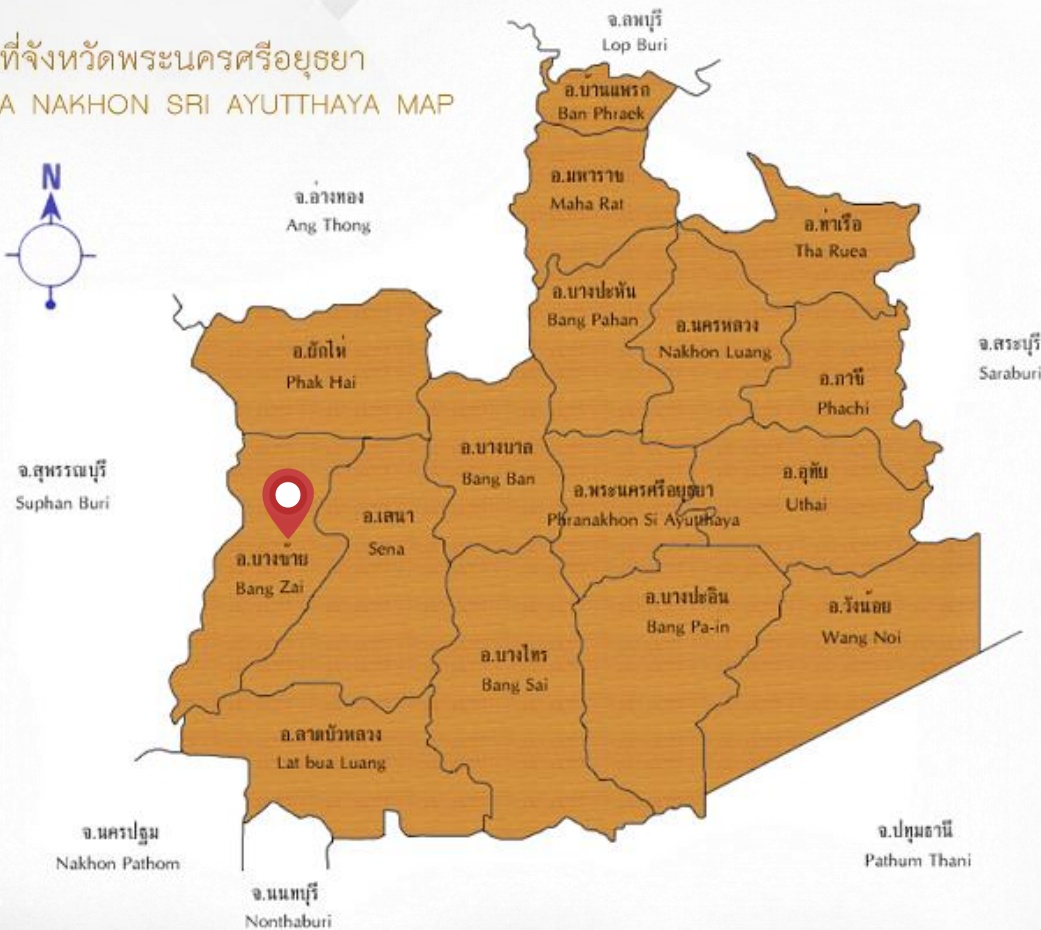 ที่จังหวัดพระนครศรีอยุธยา
A NAKHON SRI AYUTTHAYA MAP
N
จ.ลพบุรี
Lop Buri
อ.บ้านแพรก
Ban Phraek
จ.อ่างทอง
Ang Thong
อ.มหาราช
Maha Rat
อ.ท่าเรือ
Tha Ruea
อ.บางปะหัน
Bang Pahan
อ.นครหลวง
Nakhon Luang
จ.สระบุรี
Saraburi
อ.ผักไห่
Phak Hai
อ.ภาชี
Phachi
จ.สุพรรณบุรี
Suphan Buri
อ.บางบาล
Bang Ban
อ.พระนครศรีอยุธยา
Phranakhon Si Ayutthaya
อ.อุทัย
Uthai
อ.เสนา
Sena
อ.บางซ้าย
Bang Zai
อ.บางปะอิน
Bang Pa-in
อ.วังน้อย
Wang Noi
อ.บางไทร
Bang Sai
อ.ลาดบัวหลวง
Lat bua Luang
จ.นครปฐม
Nakhon Pathom
จ.ปทุมธานี
Pathum Thani
จ.นนทบุรี
Nonthaburi